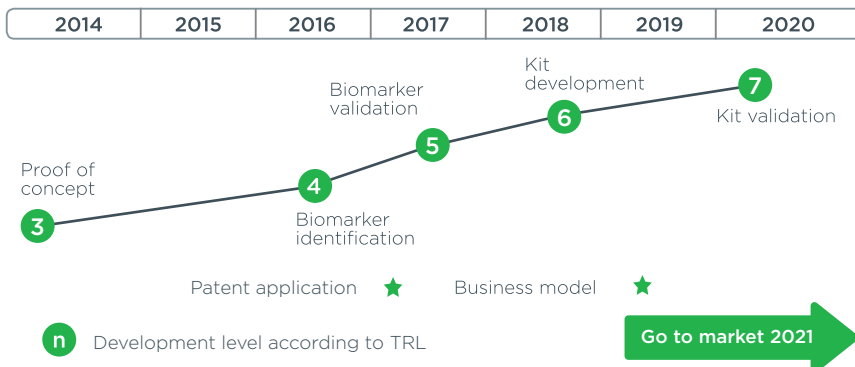 2014 2015 2016 2017 2018 2019 2020
Kit
development
Biomarker
validation
7
6
Kit validation
5
Proof of
concept
4
3
Biomarker
identification
Patent application
Business model
n
Development level according to TRL
Go to market 2021